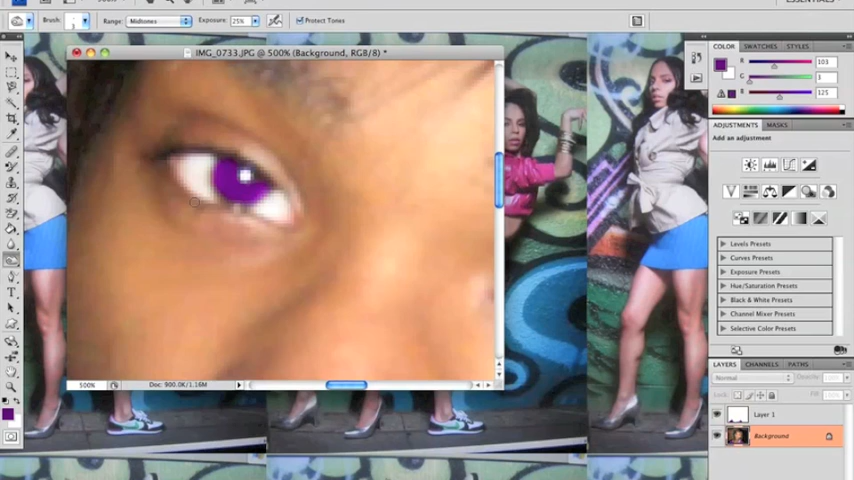 ESSENTIALS
Brush:
Range: Midtones
Exposure: 25%
Protect Tones
IMG_0733.JPG @ 500% (Background, RGB/8) *
COLOR SWATCHES STYLES
R 103
G 3
B 125
ADJUSTMENTS MASKS
Add an adjustment
Levels Presets
Curves Presets
Exposure Presets
Hue/Saturation Presets
Black & White Presets
Channel Mixer Presets
Selective Color Presets
500% Doc: 900.0K/1.16M
LAYERS CHANNELS PATHS
Normal Opacity:
Lock: Fill:
Layer 1
Background